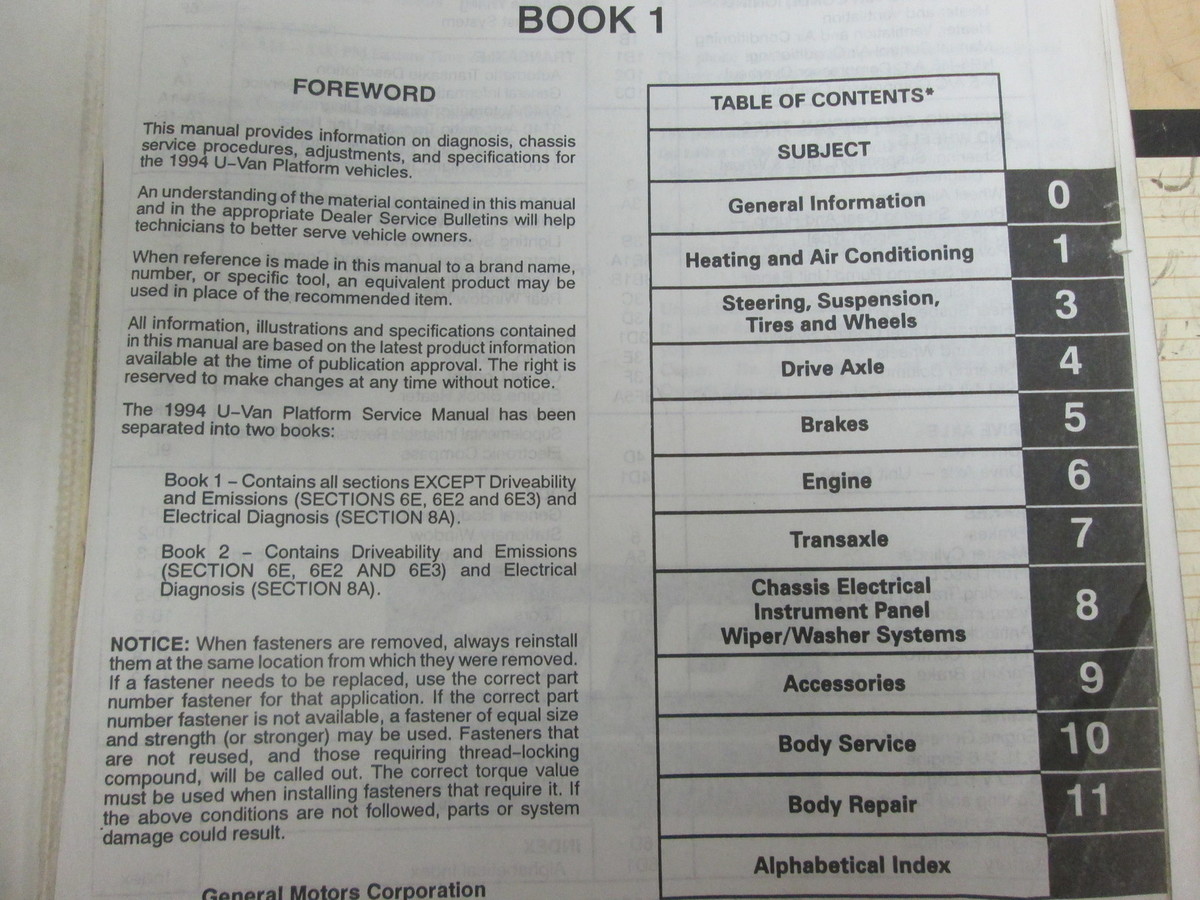 BOOK 1
FOREWORD
This manual provides information on diagnosis, chassis
service procedures, adjustments, and specifications for
the 1994 U–Van Platform vehicles.
An understanding of the material contained in this manual
and in the appropriate Dealer Service Bulletins will help
technicians to better serve vehicle owners.
When reference is made in this manual to a brand name,
number, or specific tool, an equivalent product may be
used in place of the recommended item.
All information, illustrations and specifications contained
in this manual are based on the latest product information
available at the time of publication approval. The right is
reserved to make changes at any time without notice.
The 1994 U–Van Platform Service Manual has been
separated into two books:
Book 1 – Contains all sections EXCEPT Driveability
and Emissions (SECTIONS 6E, 6E2 and 6E3) and
Electrical Diagnosis (SECTION 8A).
Book 2 – Contains Driveability and Emissions
(SECTION 6E, 6E2 AND 6E3) and Electrical
Diagnosis (SECTION 8A).
NOTICE: When fasteners are removed, always reinstall
them at the same location from which they were removed.
If a fastener needs to be replaced, use the correct part
number fastener for that application. If the correct part
number fastener is not available, a fastener of equal size
and strength (or stronger) may be used. Fasteners that
are not reused, and those requiring thread–locking
compound, will be called out. The correct torque value
must be used when installing fasteners that require it. If
the above conditions are not followed, parts or system
damage could result.
General Motors Corporation
TABLE OF CONTENTS*
SUBJECT
General Information 0
Heating and Air Conditioning 1
Steering, Suspension,
Tires and Wheels 3
Drive Axle 4
Brakes 5
Engine 6
Transaxle 7
Chassis Electrical
Instrument Panel 8
Wiper/Washer Systems
Accessories 9
Body Service 10
Body Repair 11
Alphabetical Index